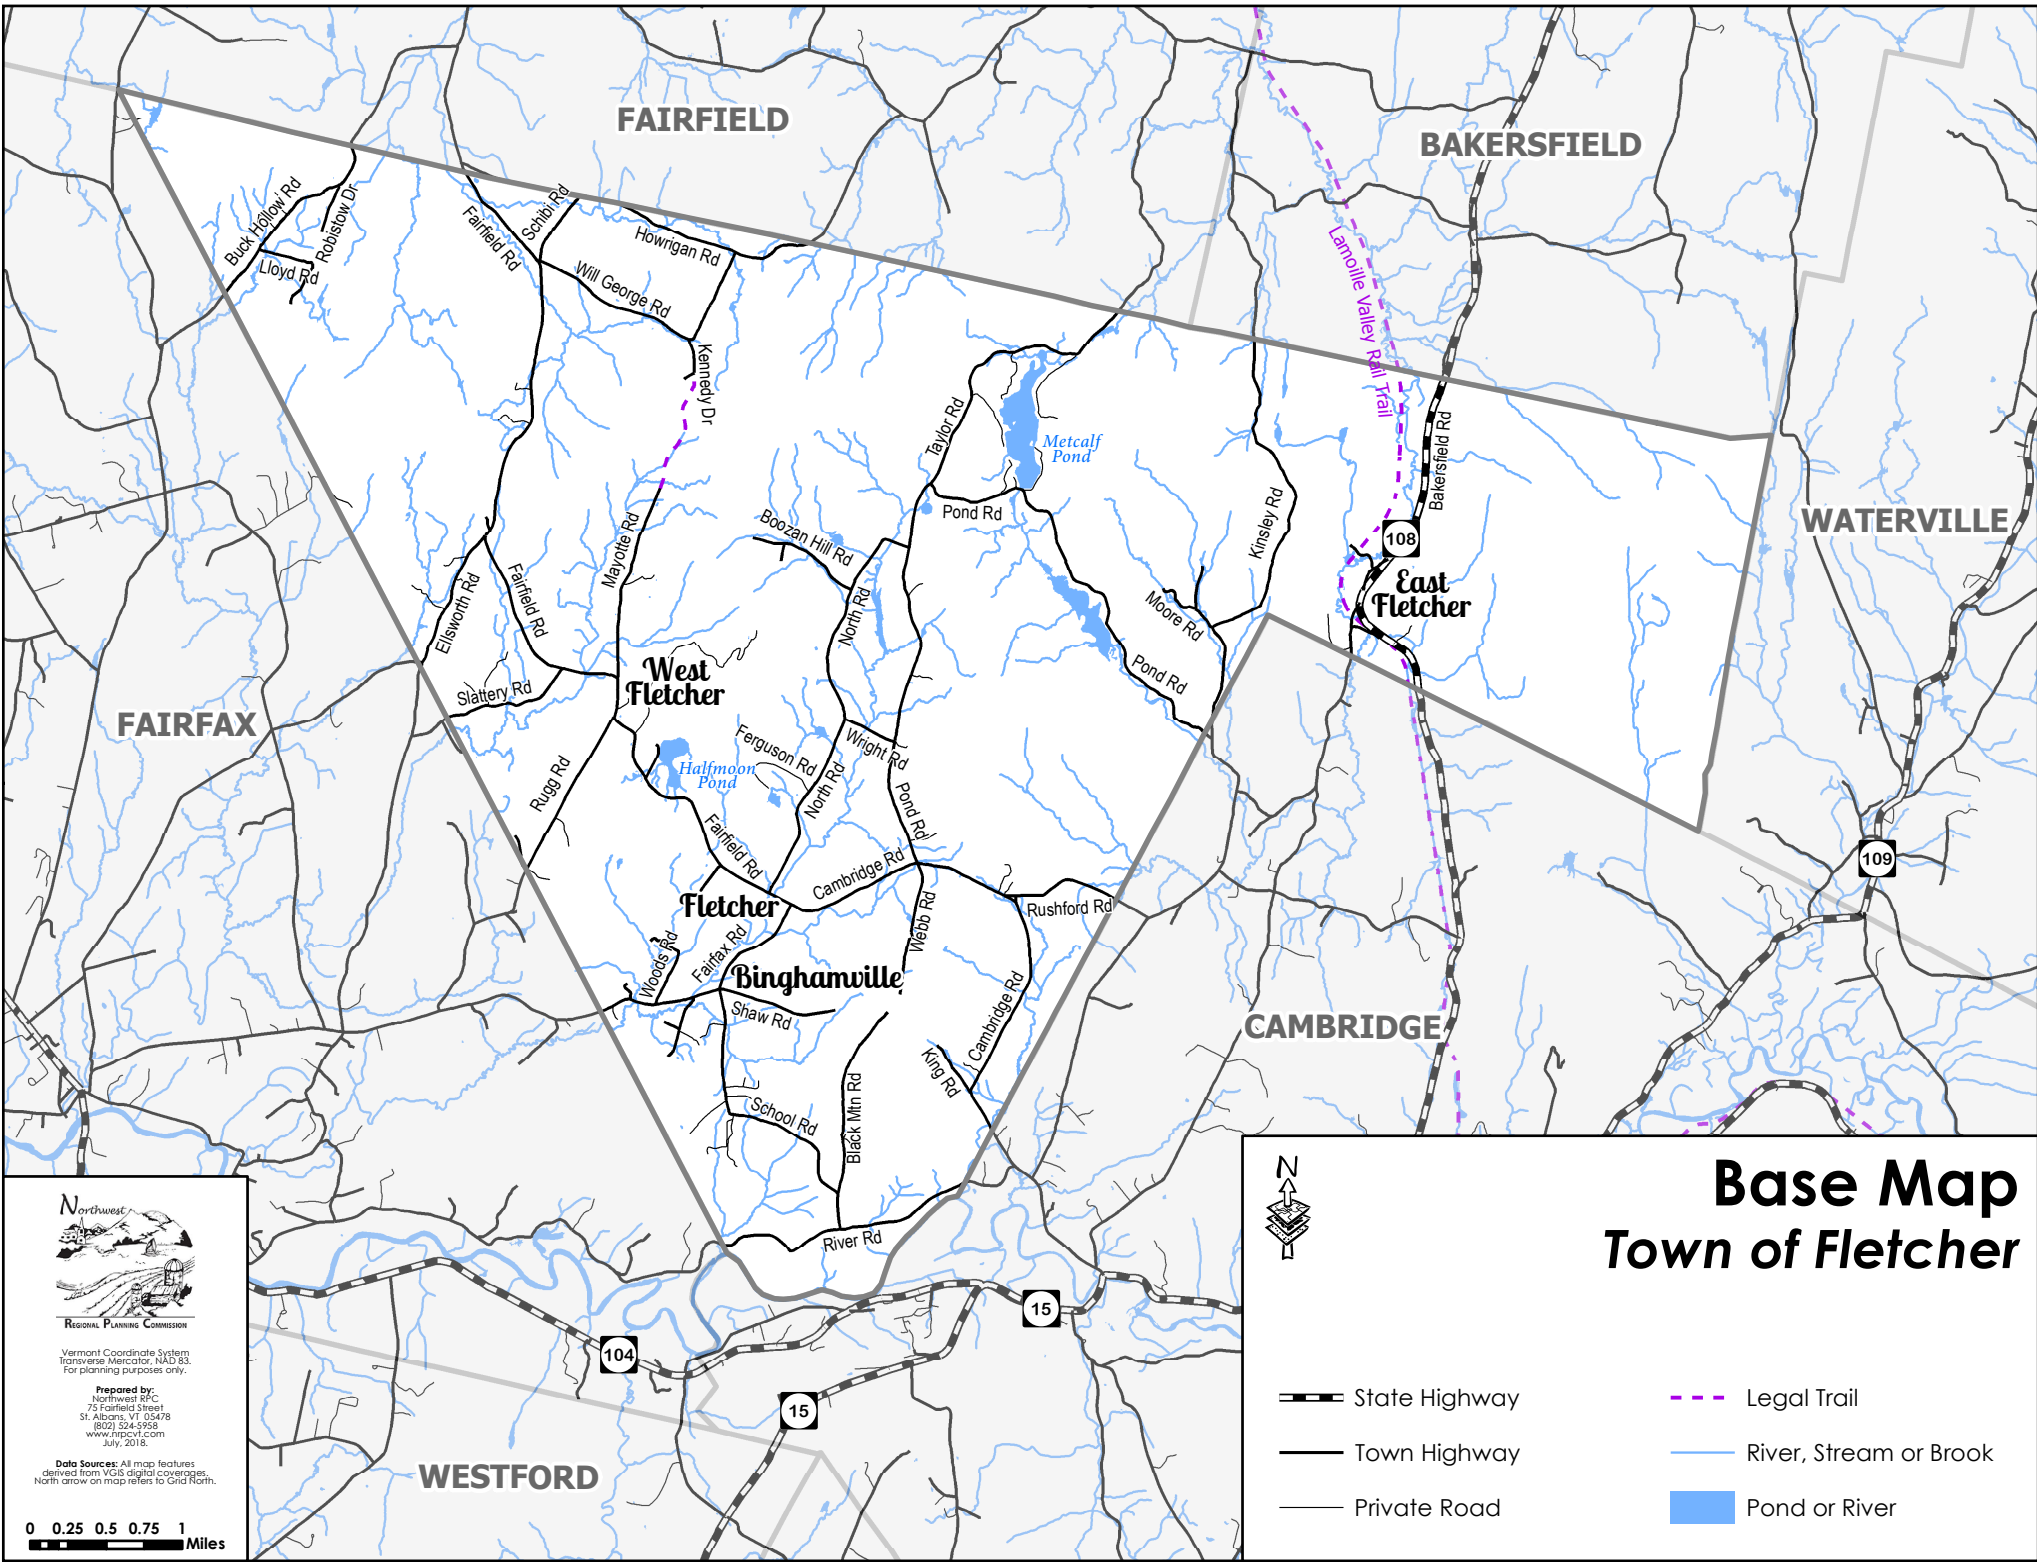 FAIRFIELD
BAKERSFIELD
Buck Hollow Rd
Robistow Dr
Lloyd Rd
Fairfield Rd
Schibi Rd
Howrigan Rd
Will George Rd
Kennedy Dr
Lamoille Valley Rail Trail
Bakersfield Rd
Taylor Rd
Metcalf
Pond
Pond Rd
Kinsley Rd
WATERVILLE
108
East
Fletcher
Mayotte Rd
Boozan Hill Rd
North Rd
Ellsworth Rd
Fairfield Rd
Moore Rd
Pond Rd
West
Fletcher
Slattery Rd
FAIRFAX
Rugg Rd
Halfmoon
Pond
Ferguson Rd
Wright Rd
North Rd
Pond Rd
Fairfield Rd
Cambridge Rd
109
Fletcher
Rushford Rd
Webb Rd
Woods Rd
Fairfax Rd
Binghamville
Shaw Rd
Cambridge Rd
CAMBRIDGE
King Rd
Black Mtn Rd
School Rd
River Rd
15
104
15
WESTFORD
Northwest
REGIONAL PLANNING COMMISSION
Vermont Coordinate System
Transverse Mercator, NAD 83.
For planning purposes only.
Prepared by:
Northwest RPC
75 Fairfield Street
St. Albans, VT 05478
(802) 524-5958
www.nrpcvt.com
July, 2018.
Data Sources: All map features
derived from VGIS digital coverages.
North arrow on map refers to Grid North.
0 0.25 0.5 0.75 1
Miles
N
Base Map
Town of Fletcher
State Highway
Town Highway
Private Road
Legal Trail
River, Stream or Brook
Pond or River